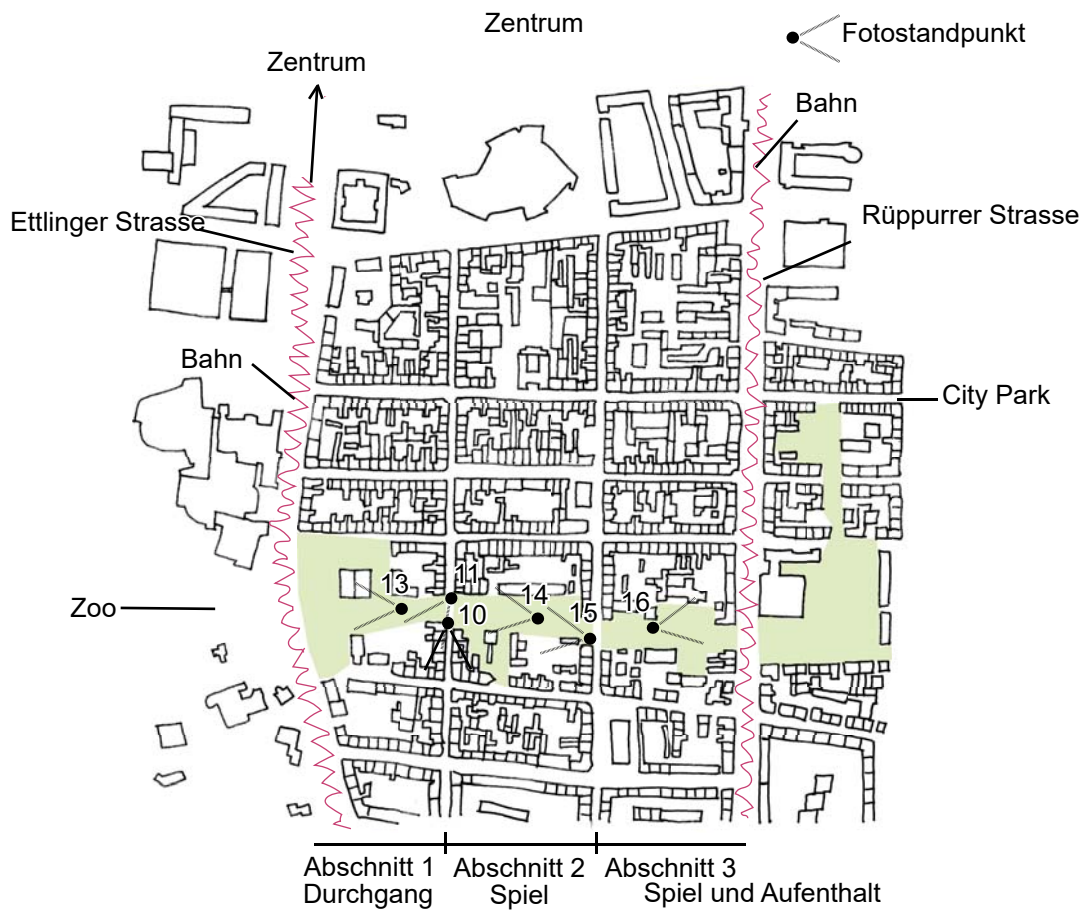 Zentrum
Fotostandpunkt
Zentrum
Bahn
Ettlinger Strasse
Rüppurrer Strasse
Bahn
City Park
13
11
14
15
16
10
Zoo
Abschnitt 1
Durchgang
Abschnitt 2
Spiel
Abschnitt 3
Spiel und Aufenthalt